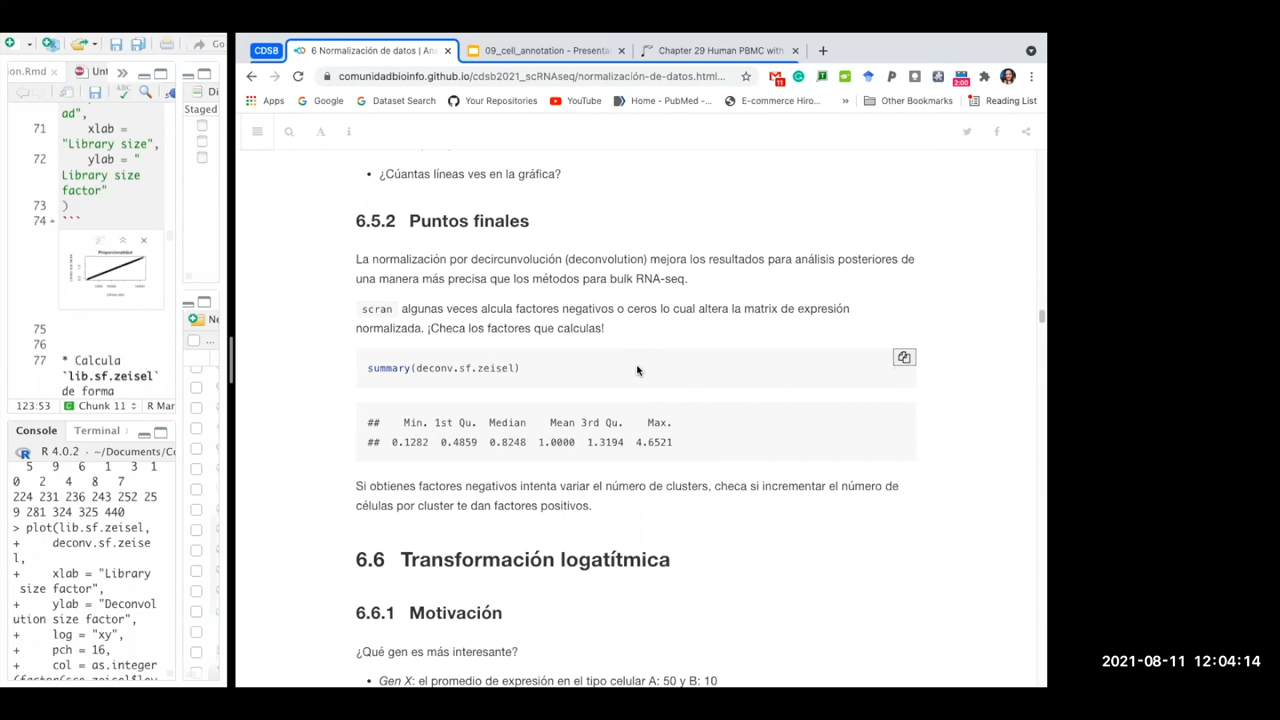 Go
ion.Rmd
Unt
Di
ABC
Staged
ad",
71 xlab =
"Library size",
72 ylab = "
Library size
factor"
73 )
74 ```
75
76
77 * Calcula
`lib.sf.zeisel`
de forma
123:53 Chunk 11 R Mar
Ne
...
Console Terminal
R 4.0.2 · ~/Documents/Co
5 9 6 1 3 1
0 2 4 8 7
224 231 236 243 252 25
9 281 324 325 440
> plot(lib.sf.zeisel,
+ deconv.sf.zeise
l,
+ xlab = "Library
size factor",
+ ylab = "Deconvol
ution size factor",
+ log = "xy",
+ pch = 16,
+ col = as.integer
CDSB
6 Normalización de datos | An
09_cell_annotation - Presenta
Chapter 29 Human PBMC with
comunidadbioinfo.github.io/cdsb2021_scRNAseq/normalización-de-datos.html...
Apps Google Dataset Search Your Repositories YouTube Home - PubMed -... E-commerce Hiro... » Other Bookmarks Reading List
• ¿Cúantas líneas ves en la gráfica?
6.5.2 Puntos finales
La normalización por decircunvolución (deconvolution) mejora los resultados para análisis posteriores de
una manera más precisa que los métodos para bulk RNA-seq.
scran algunas veces alcula factores negativos o ceros lo cual altera la matrix de expresión
normalizada. ¡Checa los factores que calculas!
summary(deconv.sf.zeisel)
## Min. 1st Qu. Median Mean 3rd Qu. Max.
## 0.1282 0.4859 0.8248 1.0000 1.3194 4.6521
Si obtienes factores negativos intenta variar el número de clusters, checa si incrementar el número de
células por cluster te dan factores positivos.
6.6 Transformación logatítmica
6.6.1 Motivación
¿Qué gen es más interesante?
• Gen X: el promedio de expresión en el tipo celular A: 50 y B: 10
2021-08-11 12:04:14